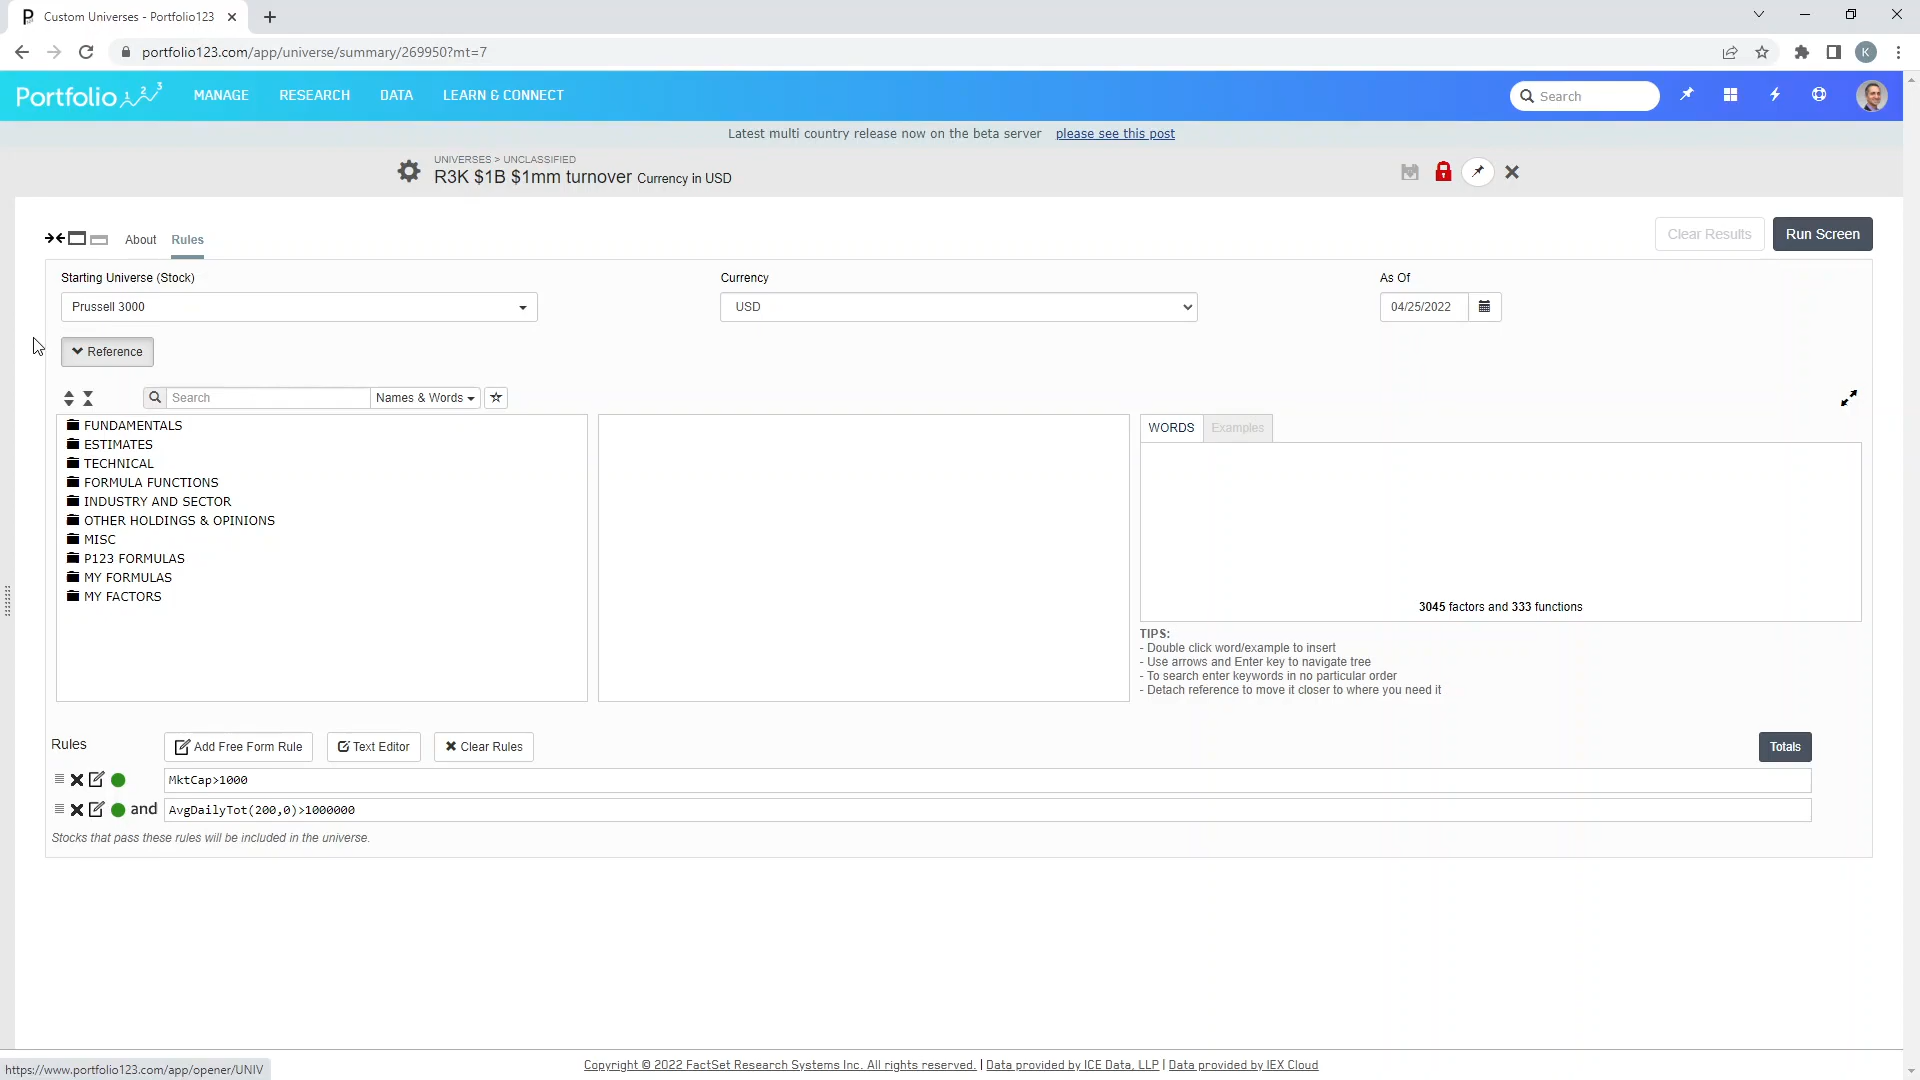 Custom Universes - Portfolio123
portfolio123.com/app/universe/summary/269950?mt=7
K
Portfolio 1 2 3
MANAGE
RESEARCH
DATA
LEARN & CONNECT
Search
Latest multi country release now on the beta server please see this post
UNIVERSES > UNCLASSIFIED
R3K $1B $1mm turnover Currency in USD
About
Rules
Clear Results
Run Screen
Starting Universe (Stock)
Currency
As Of
Prussell 3000
USD
04/25/2022
Reference
Search
Names & Words
FUNDAMENTALS
ESTIMATES
TECHNICAL
FORMULA FUNCTIONS
INDUSTRY AND SECTOR
OTHER HOLDINGS & OPINIONS
MISC
P123 FORMULAS
MY FORMULAS
MY FACTORS
WORDS
Examples
3045 factors and 333 functions
TIPS:
- Double click word/example to insert
- Use arrows and Enter key to navigate tree
- To search enter keywords in no particular order
- Detach reference to move it closer to where you need it
Rules
Add Free Form Rule
Text Editor
Clear Rules
Totals
MktCap>1000
and AvgDailyTot(200,0)>1000000
Stocks that pass these rules will be included in the universe.
Copyright © 2022 FactSet Research Systems Inc. All rights reserved. | Data provided by ICE Data, LLP | Data provided by IEX Cloud
https://www.portfolio123.com/app/opener/UNIV